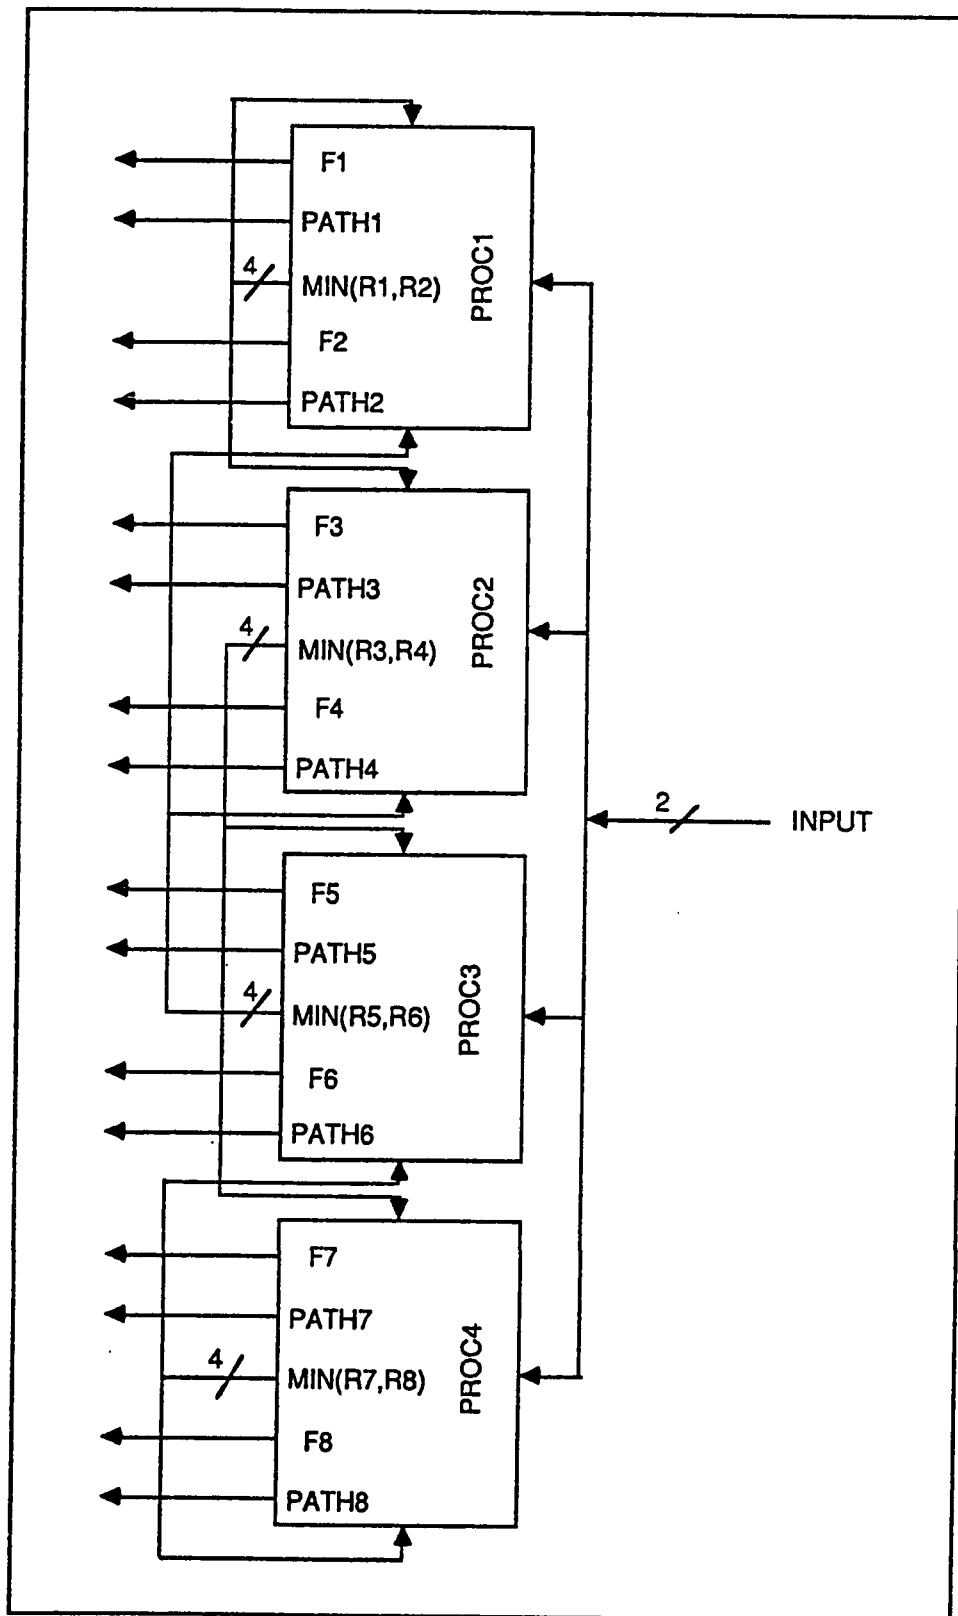 F1
PATH1
4
MIN(R1,R2)
F2
PATH2
PROC1
F3
PATH3
4
MIN(R3,R4)
F4
PATH4
PROC2
2
INPUT
F5
PATH5
4
MIN(R5,R6)
F6
PATH6
PROC3
F7
PATH7
4
MIN(R7,R8)
F8
PATH8
PROC4